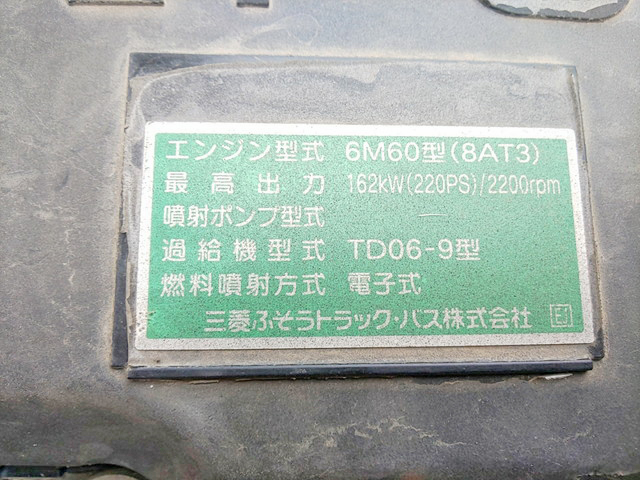 エンジン型式 6M60型(8AT3)
最高出力 162kW(220PS)/2200rpm
噴射ポンプ型式 —
過給機型式 TD06-9型
燃料噴射方式 電子式
三菱ふそうトラック・バス株式会社 E1